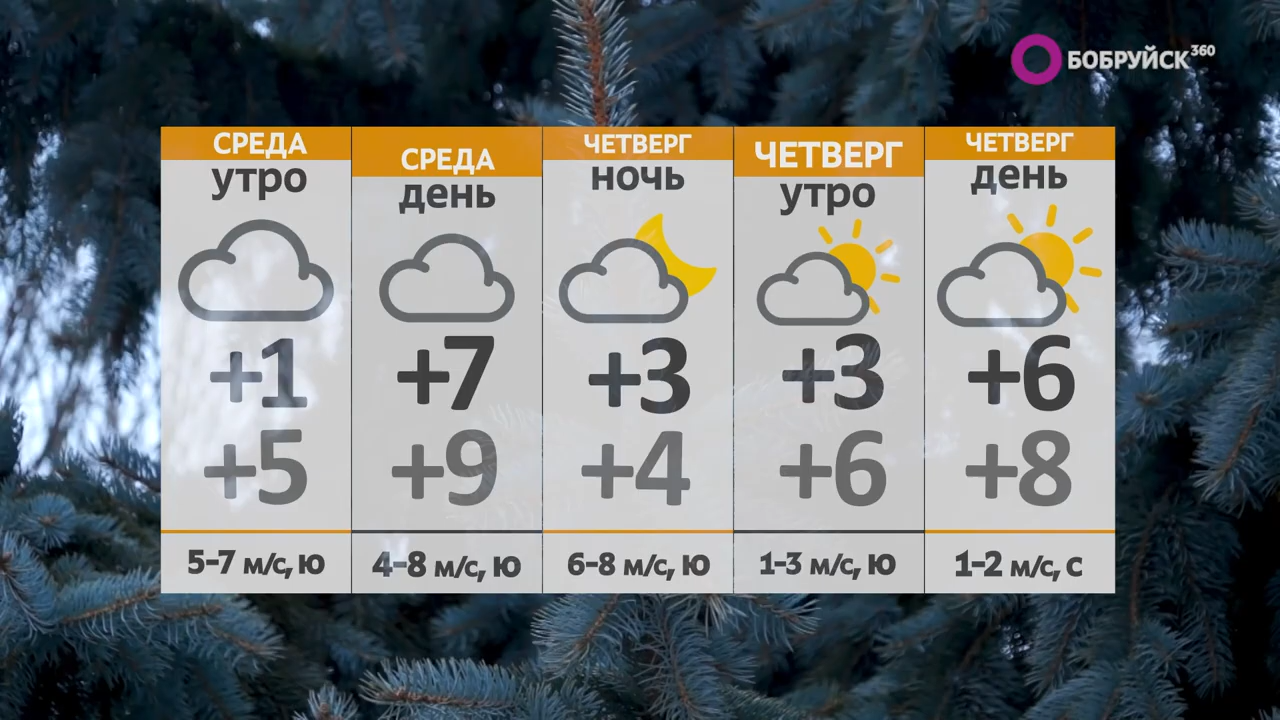 БОБРУЙСК360
СРЕДА
утро
+1
+5
5-7 м/с, Ю
СРЕДА
день
+7
+9
4-8 м/с, Ю
ЧЕТВЕРГ
ночь
+3
+4
6-8 м/с, Ю
ЧЕТВЕРГ
утро
+3
+6
1-3 м/с, Ю
ЧЕТВЕРГ
день
+6
+8
1-2 м/с, С